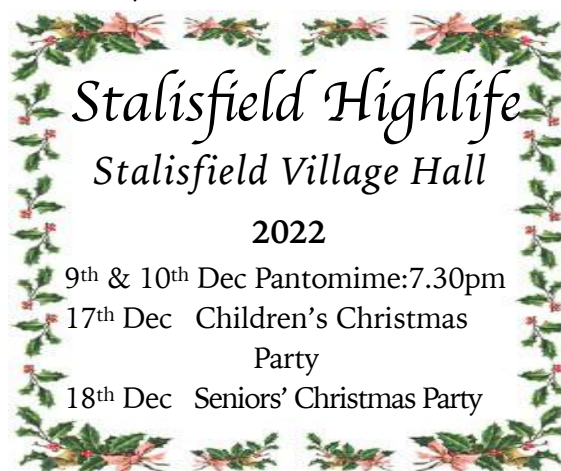 Stalisfield Highlife
Stalisfield Village Hall
2022
9th & 10th Dec Pantomime:7.30pm
17th Dec Children’s Christmas
Party
18th Dec Seniors’ Christmas Party